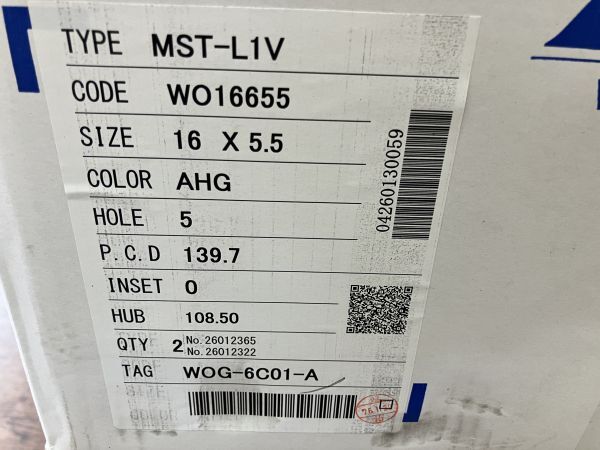 TYPE MST-L1V
CODE WO16655
SIZE 16 X 5.5
COLOR AHG
HOLE 5
P.C.D 139.7
INSET 0
HUB 108.50
QTY 2 No.26012365
No.26012322
TAG WOG-6C01-A
04260130059